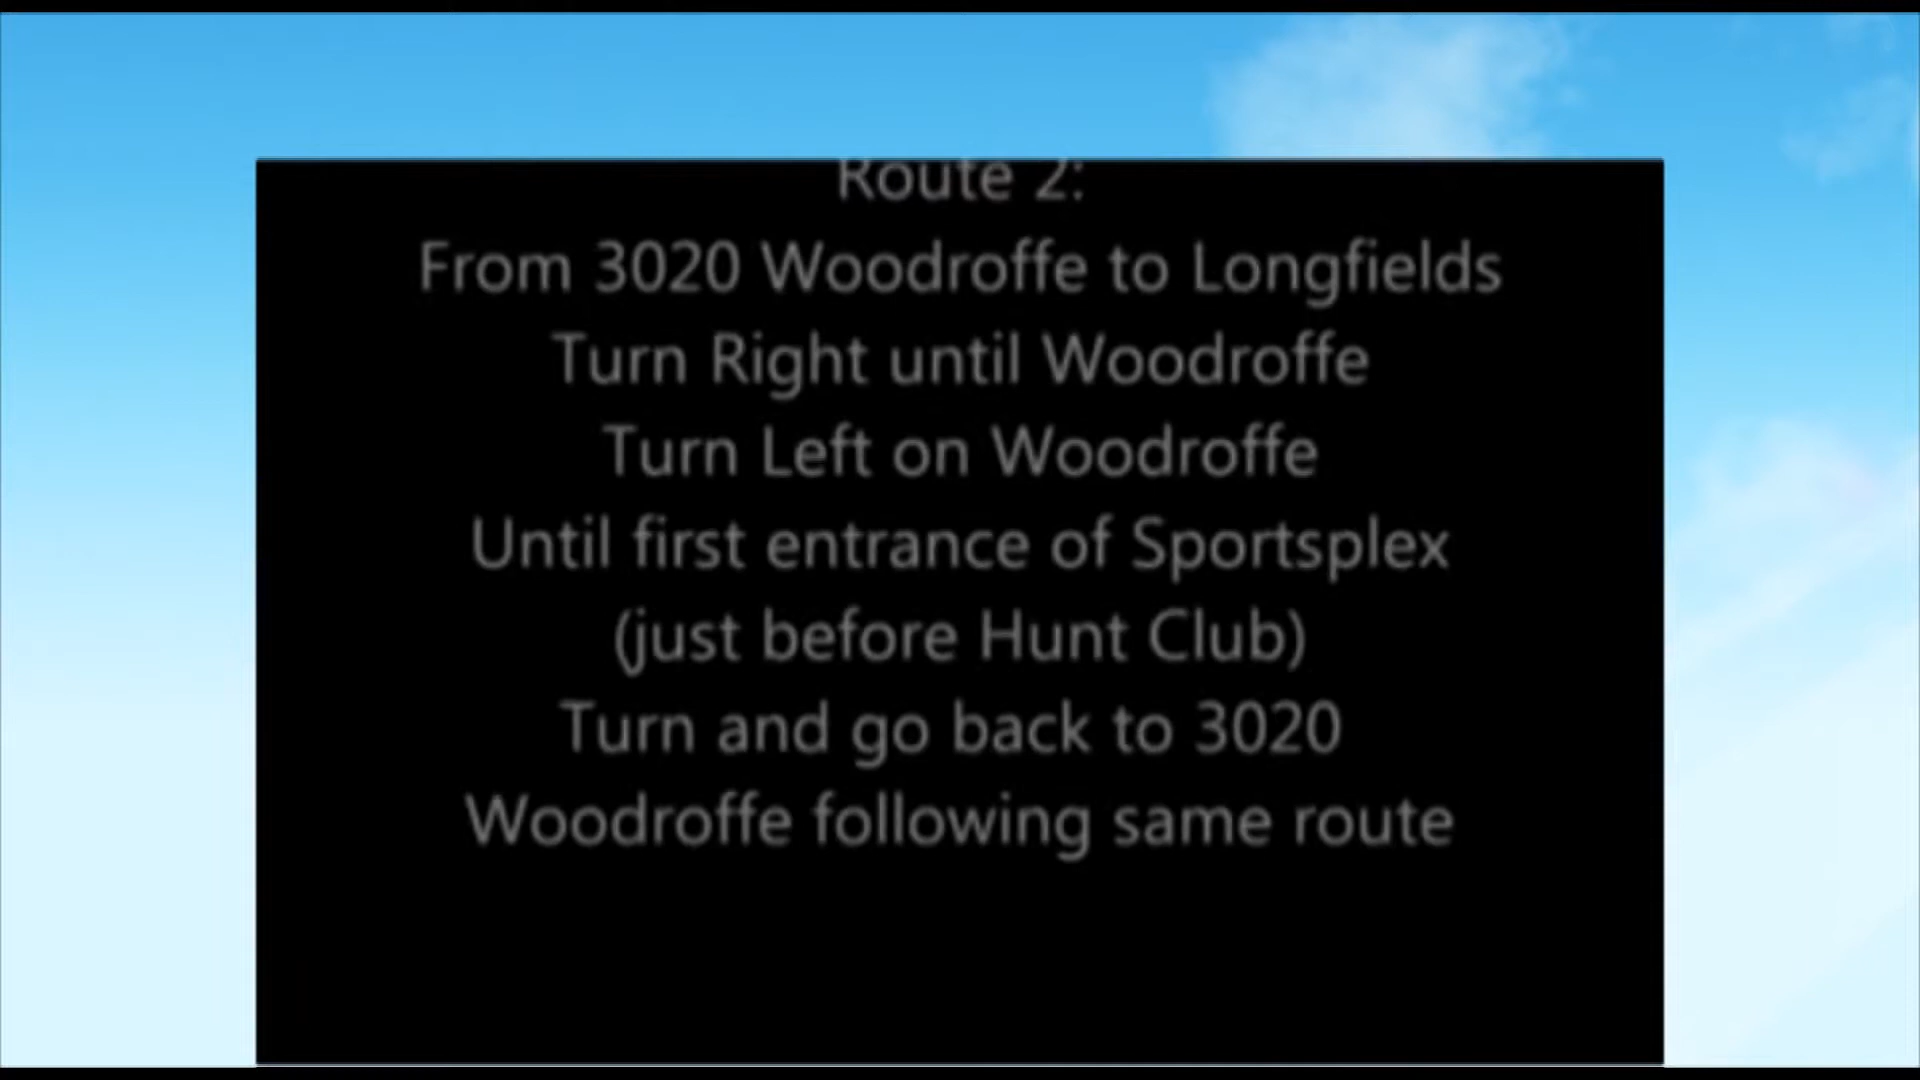 Route 2:
From 3020 Woodroffe to Longfields
Turn Right until Woodroffe
Turn Left on Woodroffe
Until first entrance of Sportsplex
(just before Hunt Club)
Turn and go back to 3020
Woodroffe following same route